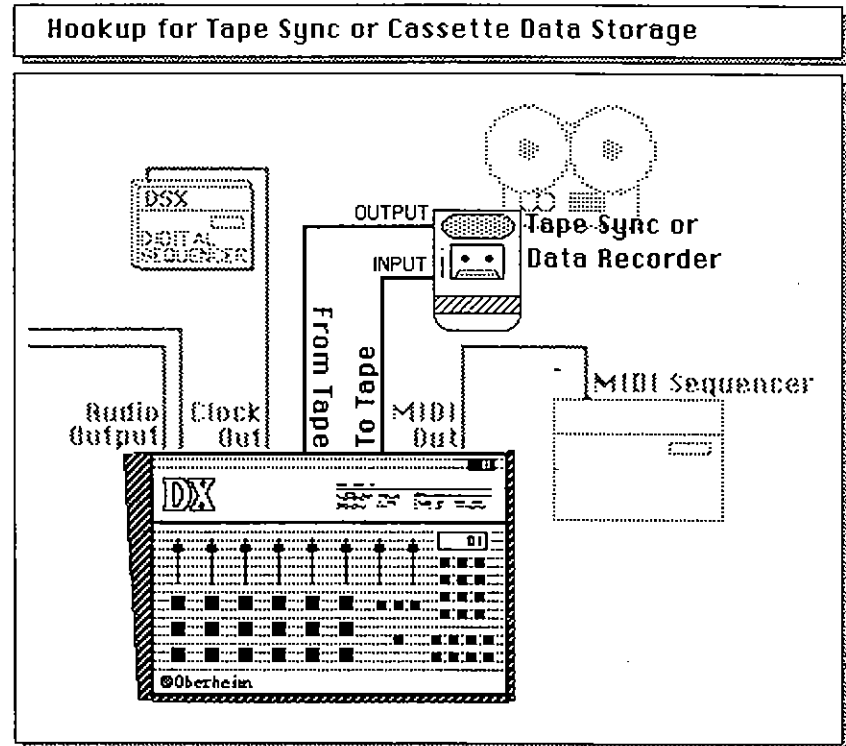 Hookup for Tape Sync or Cassette Data Storage
DSX
DIGITAL
SEQUENCER
OUTPUT
INPUT
Tape Sync or
Data Recorder
From Tape
To Tape
Audio
Output
Clock
Out
MIDI
Out
MIDI Sequencer
DX
01
©Oberheim